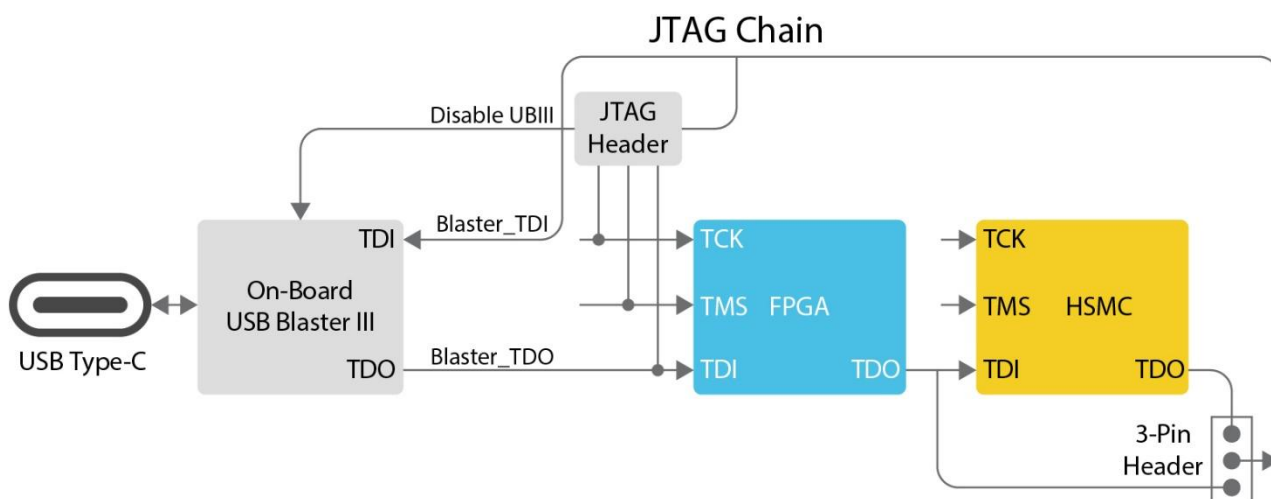 JTAG Chain
Disable UBIII
JTAG
Header
Blaster_TDI
TDI
On-Board
USB Blaster III
TDO
Blaster_TDO
USB Type-C
TCK
TMS FPGA
TDI
TDO
TCK
TMS HSMC
TDI
TDO
3-Pin
Header